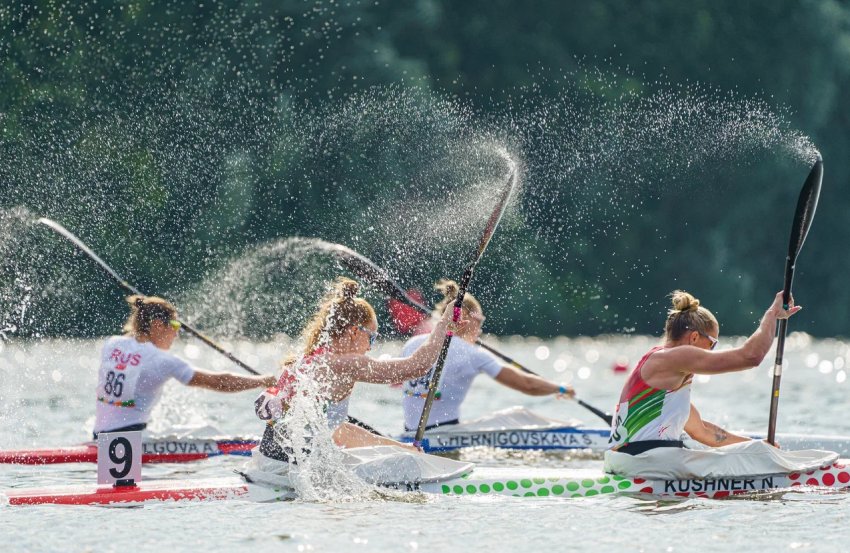 RUS
86
GOVA A.
CHERNIGOVSKAYA S.
9
KUSHNER N.